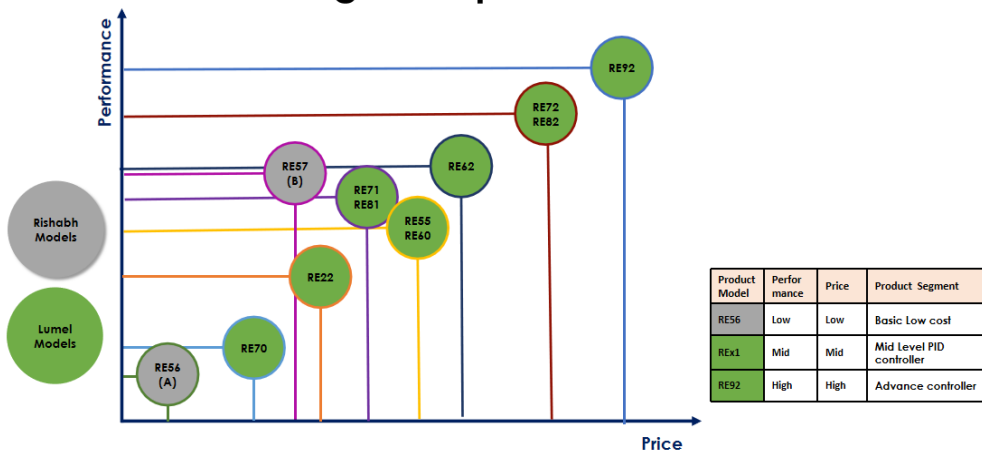 Performance
RE92
RE72
RE82
RE57
(B)
RE62
RE71
RE81
RE55
RE60
Rishabh
Models
RE22
Lumel
Models
RE70
RE56
(A)
Price
Product Model Perfor mance Price Product Segment
RE56 Low Low Basic Low cost
REx1 Mid Mid Mid Level PID controller
RE92 High High Advance controller